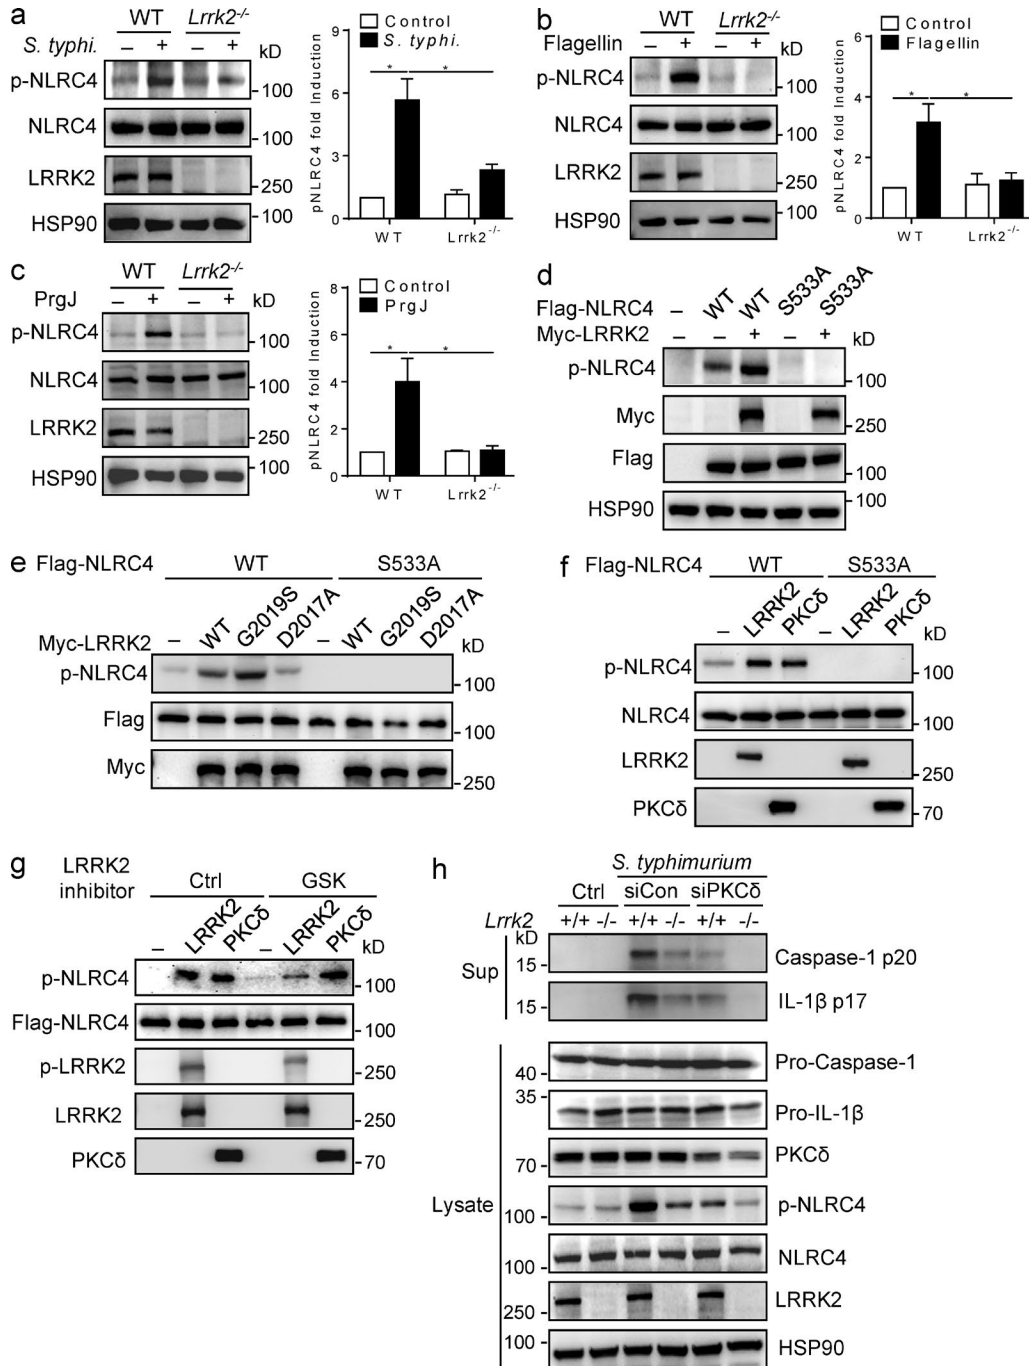 a
WT Lrrk2-/-
S. typhi. – + – + kD
p-NLRC4
100
NLRC4
100
LRRK2
250
HSP90
100
Control
S. typhi.
pNLRC4 fold Induction
9
6
3
0
* *
WT Lrrk2-/-
b
WT Lrrk2-/-
Flagellin – + – + kD
p-NLRC4
100
NLRC4
100
LRRK2
250
HSP90
100
Control
Flagellin
pNLRC4 fold Induction
6
4
2
0
* *
WT Lrrk2-/-
c
WT Lrrk2-/-
PrgJ – + – + kD
p-NLRC4
100
NLRC4
100
LRRK2
250
HSP90
100
Control
PrgJ
pNLRC4 fold Induction
8
6
4
2
0
* *
WT Lrrk2-/-
d
Flag-NLRC4 – WT WT S533A S533A
Myc-LRRK2 – – + – + kD
p-NLRC4
100
Myc
250
Flag
100
HSP90
100
e
Flag-NLRC4 WT S533A
Myc-LRRK2 – WT G2019S D2017A – WT G2019S D2017A kD
p-NLRC4
100
Flag
100
Myc
250
f
Flag-NLRC4 WT S533A
– LRRK2 PKCδ – LRRK2 PKCδ kD
p-NLRC4
100
NLRC4
100
LRRK2
250
PKCδ
70
g
LRRK2
inhibitor Ctrl GSK
– LRRK2 PKCδ – LRRK2 PKCδ kD
p-NLRC4
100
Flag-NLRC4
100
p-LRRK2
250
LRRK2
250
PKCδ
70
h
S. typhimurium
Ctrl siCon siPKCδ
Lrrk2 +/+ -/- +/+ -/- +/+ -/-
kD
Sup
15 Caspase-1 p20
15 IL-1β p17
Lysate
40 Pro-Caspase-1
35 Pro-IL-1β
70 PKCδ
100 p-NLRC4
100 NLRC4
250 LRRK2
100 HSP90